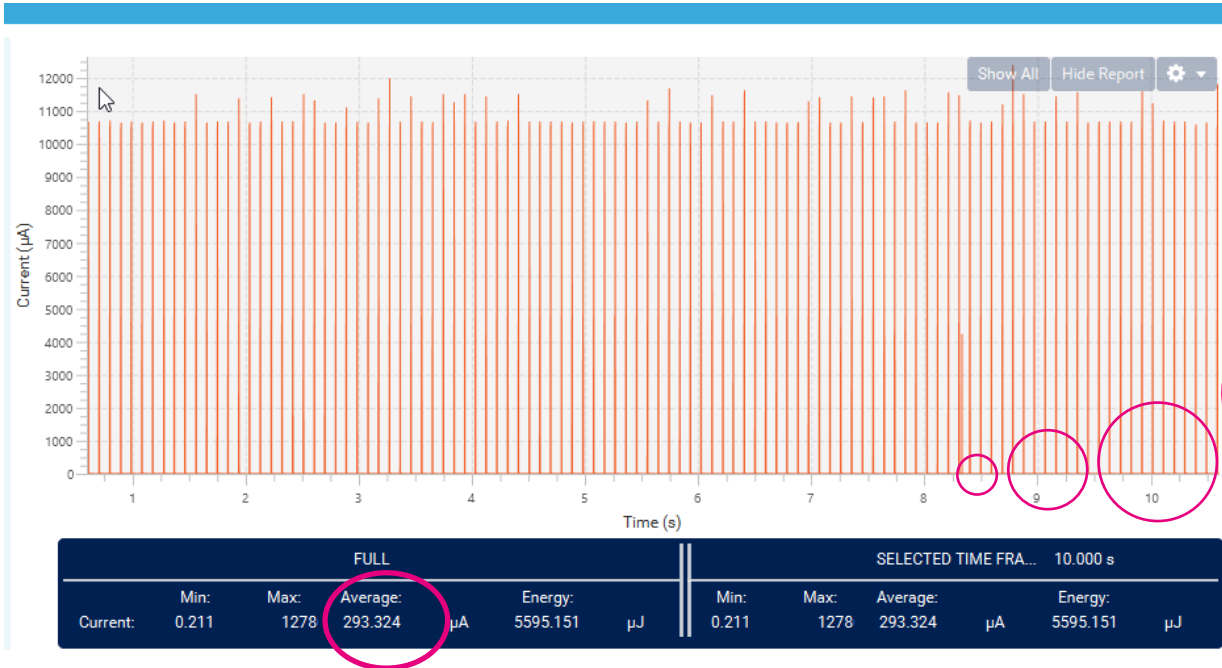 Show All Hide Report
12000
11000
10000
9000
8000
7000
6000
5000
4000
3000
2000
1000
0
Current (µA)
1 2 3 4 5 6 7 8 9 10
Time (s)
FULL SELECTED TIME FRA... 10.000 s
Min: Max: Average: Energy: Min: Max: Average: Energy:
Current: 0.211 1278 293.324 µA 5595.151 µJ 0.211 1278 293.324 µA 5595.151 µJ